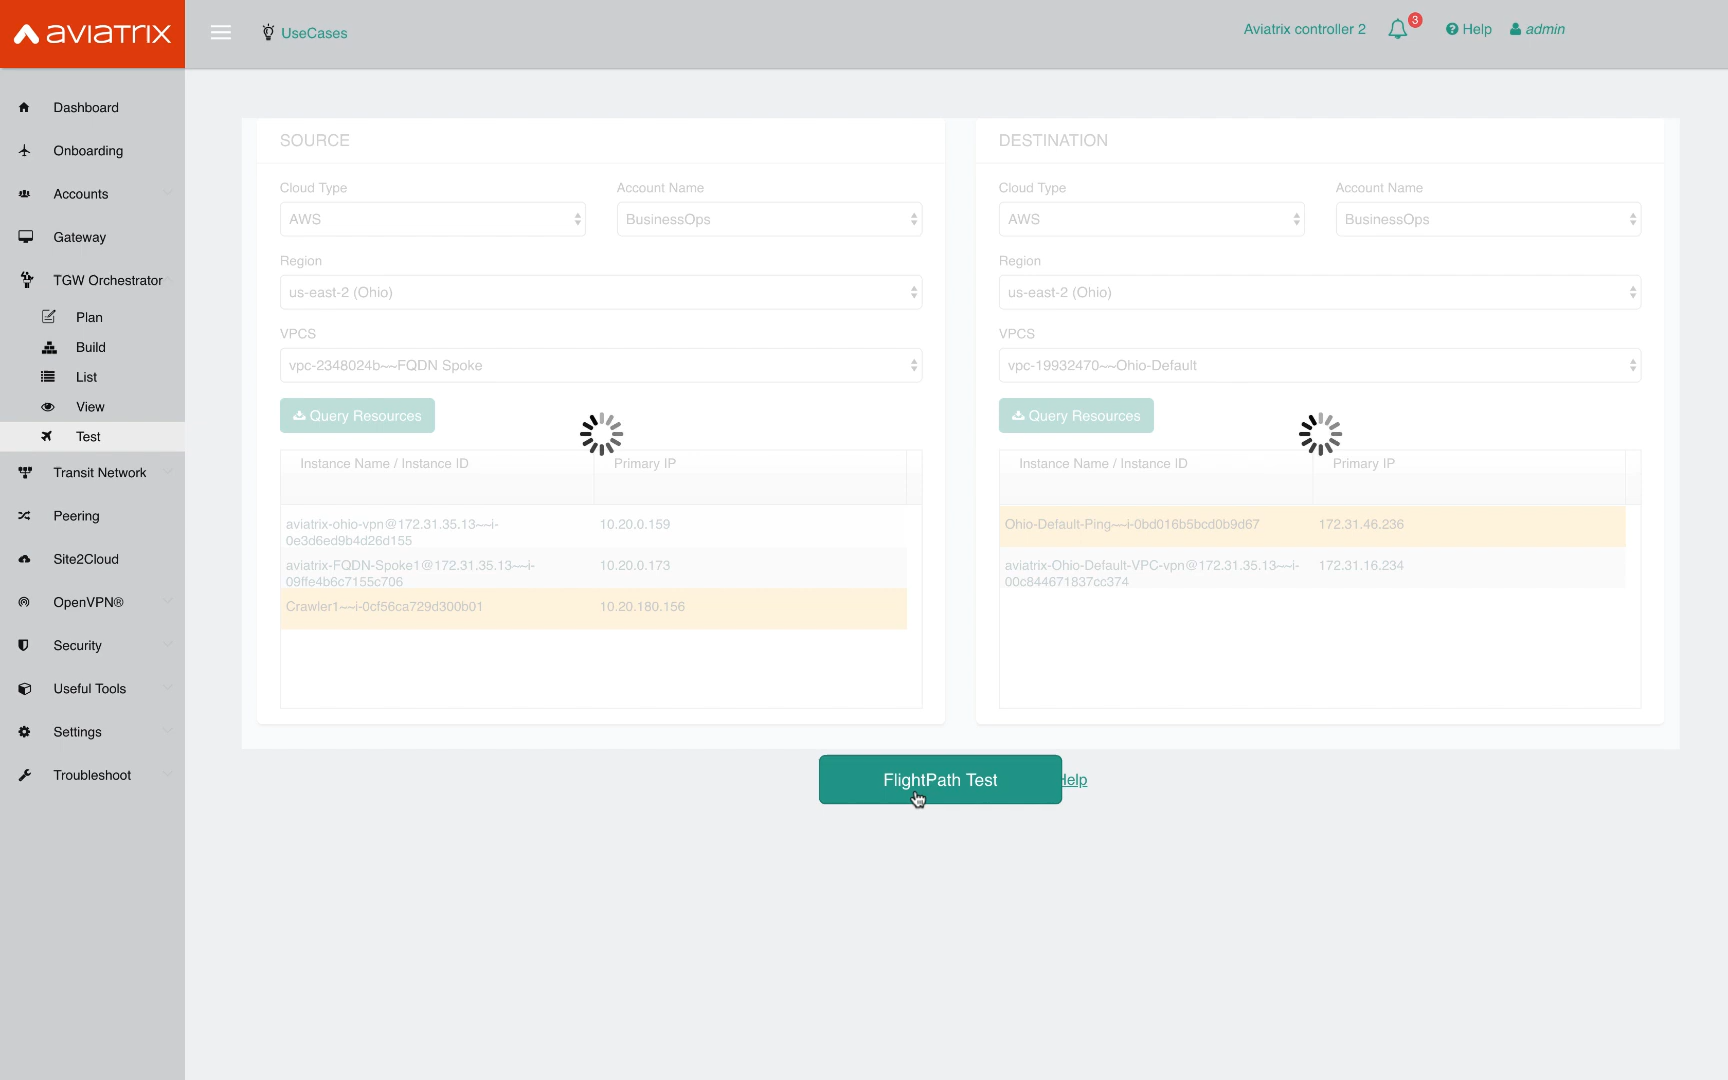 aviatrix
UseCases
Aviatrix controller 2
3
Help
admin
Dashboard
Onboarding
Accounts
Gateway
TGW Orchestrator
Plan
Build
List
View
Test
Transit Network
Peering
Site2Cloud
OpenVPN®
Security
Useful Tools
Settings
Troubleshoot
SOURCE
Cloud Type
Account Name
AWS
BusinessOps
Region
us-east-2 (Ohio)
VPCS
vpc-2348024b~~FQDN Spoke
Query Resources
Instance Name / Instance ID
Primary IP
aviatrix-ohio-vpn@172.31.35.13~~i-
0e3d6ed9b4d26d155
10.20.0.159
aviatrix-FQDN-Spoke1@172.31.35.13~~i-
09ffe4b6c7155c706
10.20.0.173
Crawler1~~i-0cf56ca729d300b01
10.20.180.156
DESTINATION
Cloud Type
Account Name
AWS
BusinessOps
Region
us-east-2 (Ohio)
VPCS
vpc-19932470~~Ohio-Default
Query Resources
Instance Name / Instance ID
Primary IP
Ohio-Default-Ping~~i-0bd016b5bcd0b9d67
172.31.46.236
aviatrix-Ohio-Default-VPC-vpn@172.31.35.13~~i-
00c844671837cc374
172.31.16.234
FlightPath Test
Help